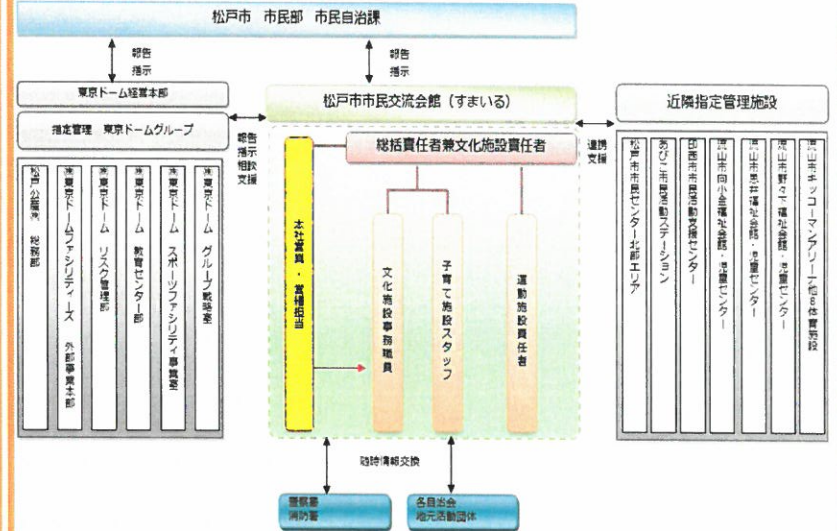 松戸市 市民部 市民自治課
報告
指示
報告
指示
東京ドーム経営本部
指定管理 東京ドームグループ
松戸公産㈱ 総務部
㈱東京ドームファシリティーズ 外部事業本部
㈱東京ドーム リスク管理部
㈱東京ドーム 教育センター部
㈱東京ドーム スポーツファシリティ事業室
㈱東京ドーム グループ戦略室
報告
指示
相談
支援
松戸市市民交流会館（すまいる）
総括責任者兼文化施設責任者
本社営業・営繕担当
文化施設事務職員
子育て施設スタッフ
運動施設責任者
連携
支援
近隣指定管理施設
松戸市市民センター北部エリア
あびこ市民活動ステーション
印西市市民活動支援センター
流山市向小金福祉会館・児童センター
流山市思井福祉会館・児童センター
流山市野々下福祉会館・児童センター
流山市キッコーマンアリーナ他8体育施設
随時情報交換
警察署
消防署
各自治会
地元活動団体